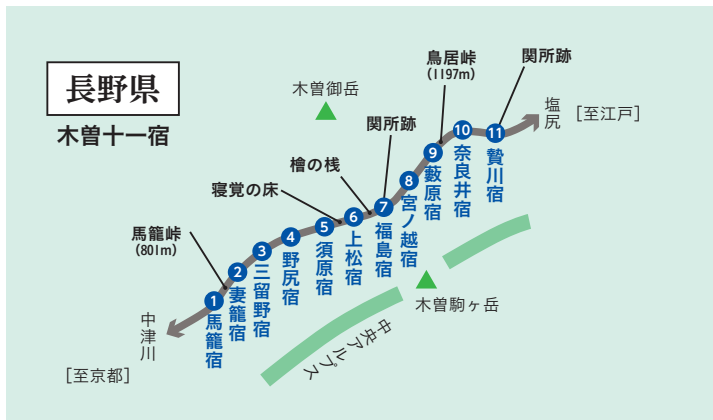 長野県
木曽十一宿
木曽御岳
鳥居峠
(1197m)
関所跡
塩尻
[至江戸]
関所跡
檜の桟
寝覚の床
馬籠峠
(801m)
11
贄川宿
10
奈良井宿
9
藪原宿
8
宮ノ越宿
7
福島宿
6
上松宿
5
須原宿
4
野尻宿
3
三留野宿
2
妻籠宿
1
馬籠宿
木曽駒ヶ岳
中央アルプス
中津川
[至京都]